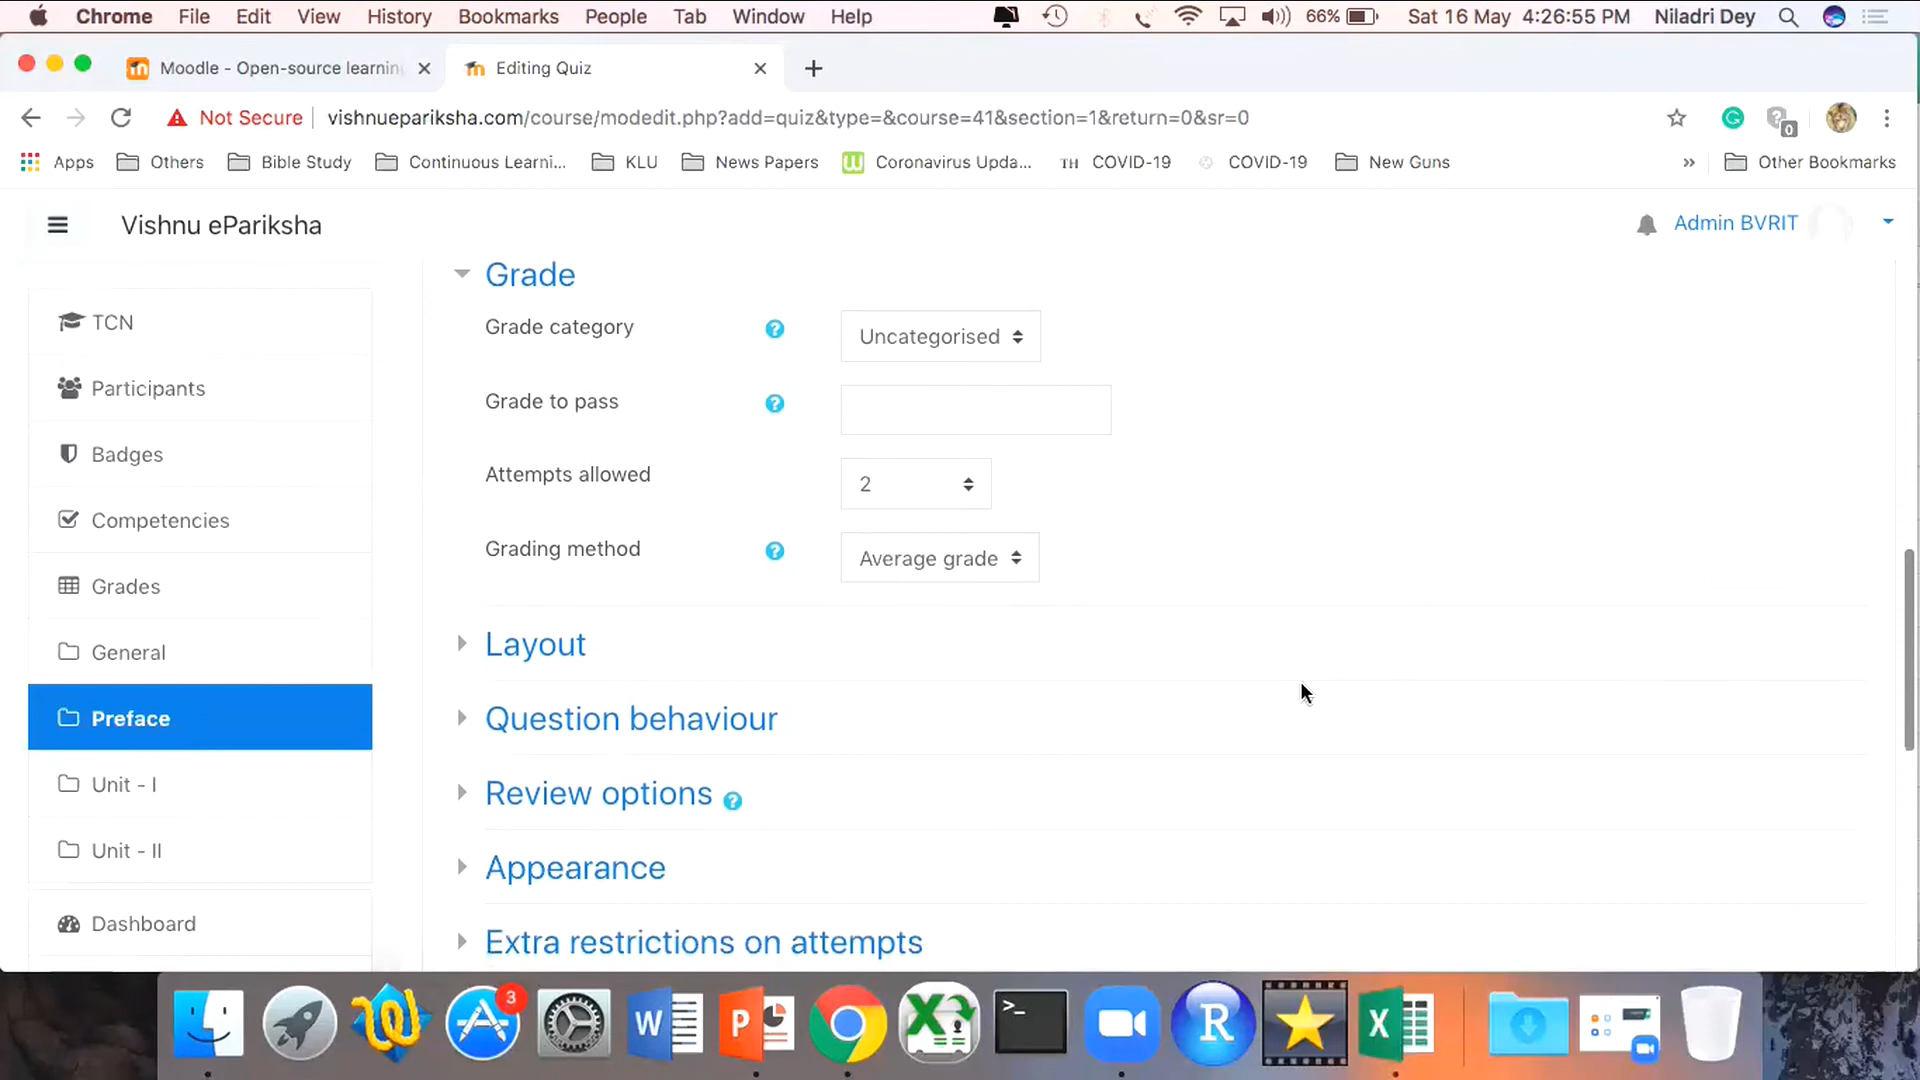 Chrome File Edit View History Bookmarks People Tab Window Help 66% Sat 16 May 4:26:55 PM Niladri Dey
Moodle - Open-source learning Editing Quiz
Not Secure vishnuepariksha.com/course/modedit.php?add=quiz&type=&course=41&section=1&return=0&sr=0
0
Apps Others Bible Study Continuous Learni... KLU News Papers Coronavirus Upda... TH COVID-19 COVID-19 New Guns » Other Bookmarks
Vishnu ePariksha
Admin BVRIT
TCN
Participants
Badges
Competencies
Grades
General
Preface
Unit - I
Unit - II
Dashboard
Grade
Grade category ? Uncategorised
Grade to pass ?
Attempts allowed 2
Grading method ? Average grade
Layout
Question behaviour
Review options ?
Appearance
Extra restrictions on attempts
3
W P X >_ R X